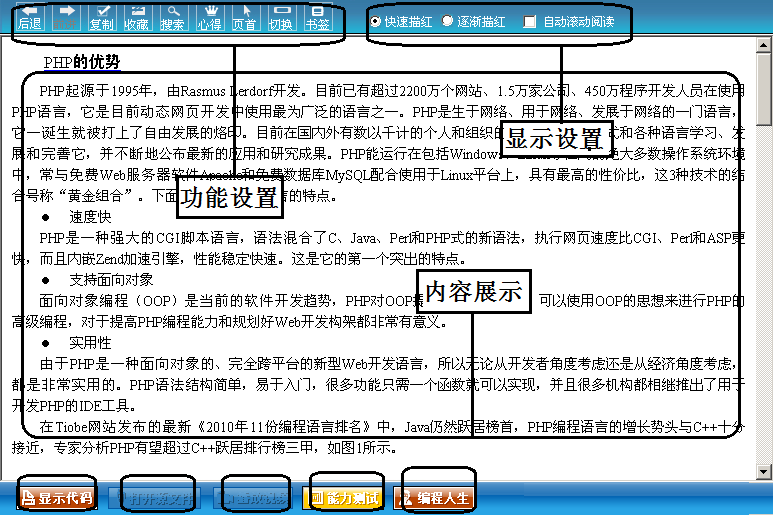 后退 复制 收藏 搜索 心得 页首 切换 书签 快速描红 逐渐描红 自动滚动阅读
PHP的优势
PHP起源于1995年，由Rasmus Lerdorf开发。目前已有超过2200万个网站、1.5万家公司、450万程序开发人员在使用
PHP语言，它是目前动态网页开发中使用最为广泛的语言之一。PHP是生于网络、用于网络、发展于网络的一门语言，
它一诞生就被打上了自由发展的烙印。目前在国内外有数以千计的个人和组织的 和各种语言学习、发
显示设置
展和完善它，并不断地公布最新的应用和研究成果。PHP能运行在包括Windows 绝大多数操作系统环境
中，常与免费Web服务器软件Apache和免费数据库MySQL配合使用于Linux平台上，具有最高的性价比，这3种技术的结
合号称“黄金组合”。下面 的特点。
功能设置
● 速度快
PHP是一种强大的CGI脚本语言，语法混合了C、Java、Perl和PHP式的新语法，执行网页速度比CGI、Perl和ASP更
快，而且内嵌Zend加速引擎，性能稳定快速。这是它的第一个突出的特点。
● 支持面向对象
内容展示
面向对象编程（OOP）是当前的软件开发趋势，PHP对OOP 可以使用OOP的思想来进行PHP的
高级编程，对于提高PHP编程能力和规划好Web开发构架都非常有意义。
● 实用性
由于PHP是一种面向对象的、完全跨平台的新型Web开发语言，所以无论从开发者角度考虑还是从经济角度考虑，
都是非常实用的。PHP语法结构简单，易于入门，很多功能只需一个函数就可以实现，并且很多机构都相继推出了用于
开发PHP的IDE工具。
在Tiobe网站发布的最新《2010年11份编程语言排名》中，Java仍然跃居榜首，PHP编程语言的增长势头与C++十分
接近，专家分析PHP有望超过C++跃居排行榜三甲，如图1所示。
显示代码 打开源文件 能力测试 编程人生